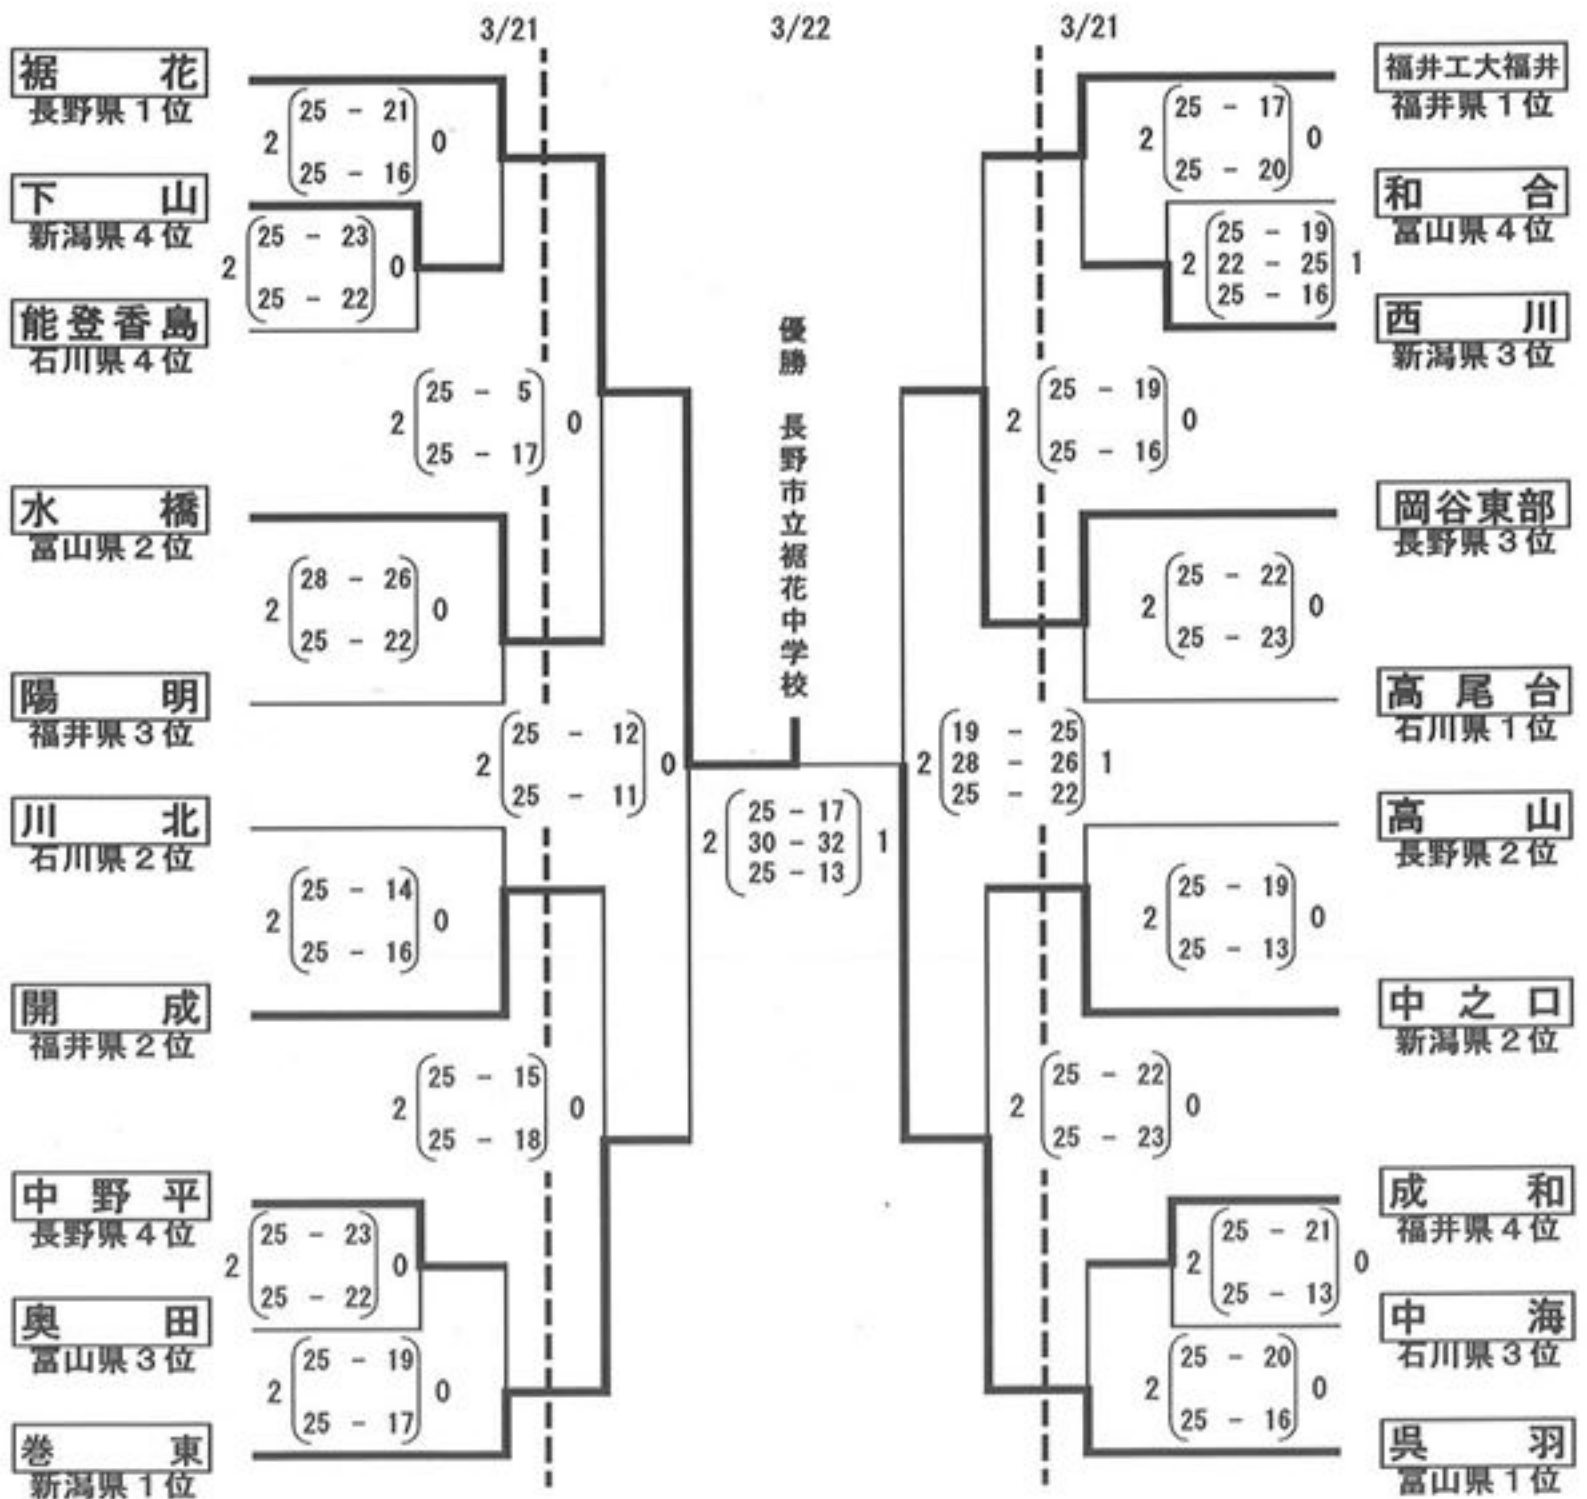 3/21
3/22
3/21
裾花
長野県1位
2 25 - 21 0
25 - 16
下山
新潟県4位
2 25 - 23 0
25 - 22
能登香島
石川県4位
2 25 - 5 0
25 - 17
水橋
富山県2位
2 28 - 26 0
25 - 22
陽明
福井県3位
2 25 - 12 0
25 - 11
川北
石川県2位
2 25 - 14 0
25 - 16
開成
福井県2位
2 25 - 15 0
25 - 18
中野平
長野県4位
2 25 - 23 0
25 - 22
奥田
富山県3位
2 25 - 19 0
25 - 17
巻東
新潟県1位
優勝 長野市立裾花中学校
25 - 17
2 30 - 32 1
25 - 13
福井工大福井
福井県1位
2 25 - 17 0
25 - 20
和合
富山県4位
25 - 19
2 22 - 25 1
25 - 16
西川
新潟県3位
2 25 - 19 0
25 - 16
岡谷東部
長野県3位
2 25 - 22 0
25 - 23
高尾台
石川県1位
19 - 25
2 28 - 26 1
25 - 22
高山
長野県2位
2 25 - 19 0
25 - 13
中之口
新潟県2位
2 25 - 22 0
25 - 23
成和
福井県4位
2 25 - 21 0
25 - 13
中海
石川県3位
2 25 - 20 0
25 - 16
呉羽
富山県1位